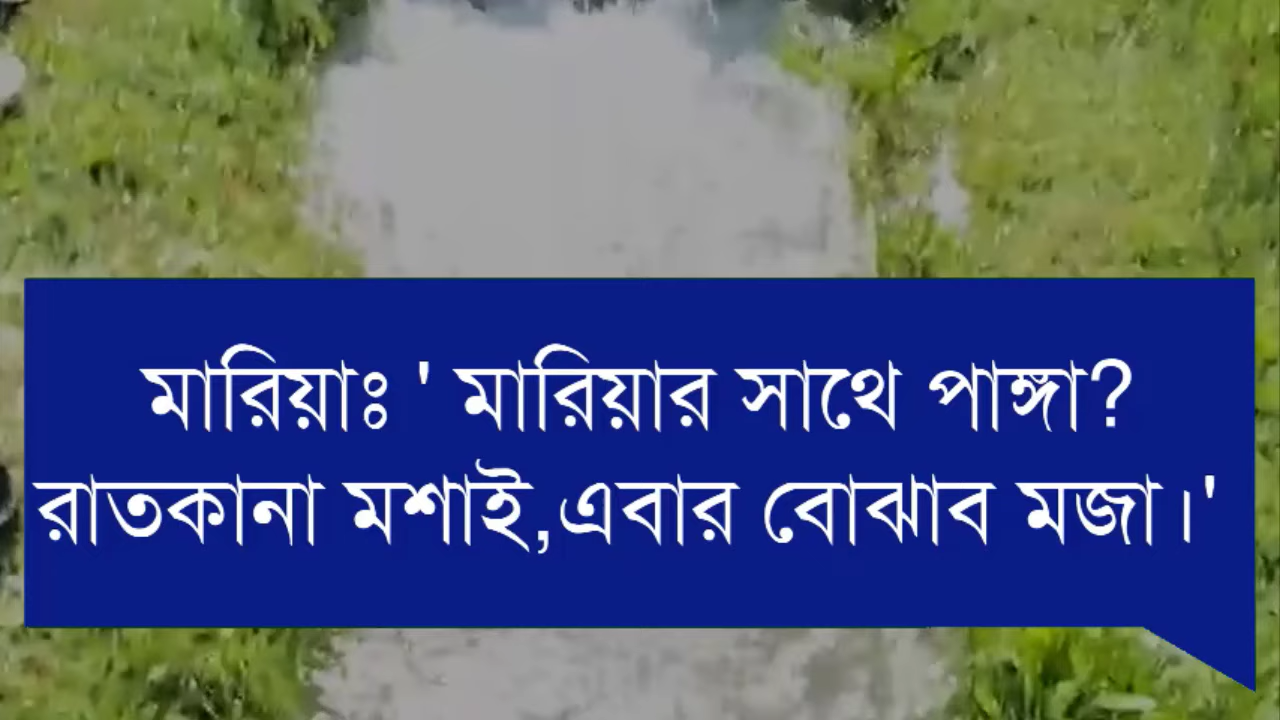 মারিয়াঃ ' মারিয়ার সাথে পাঙ্গা?
রাতকানা মশাই,এবার বোঝাব মজা।'